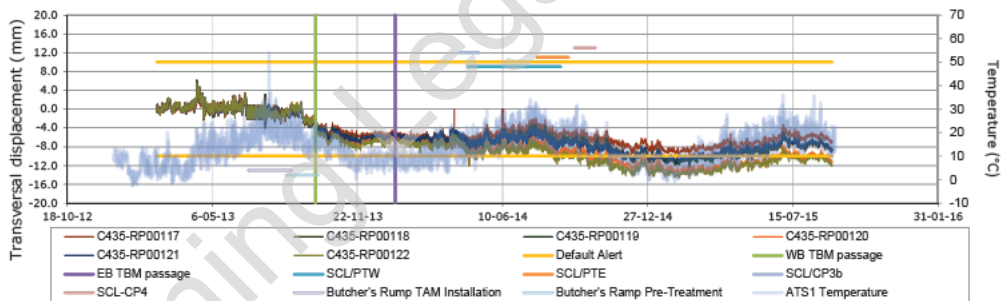 20.0
16.0
12.0
8.0
4.0
0.0
-4.0
-8.0
-12.0
-16.0
-20.0
Transversal displacement (mm)
70
60
50
40
30
20
10
0
-10
Temperature (°C)
18-10-12 6-05-13 22-11-13 10-06-14 27-12-14 15-07-15 31-01-16
C435-RP00117 C435-RP00118 C435-RP00119 C435-RP00120
C435-RP00121 C435-RP00122 Default Alert WB TBM passage
EB TBM passage SCL/PTW SCL/PTE SCL/CP3b
SCL-CP4 Butcher's Rump TAM Installation Butcher's Ramp Pre-Treatment ATS1 Temperature
ning Lega